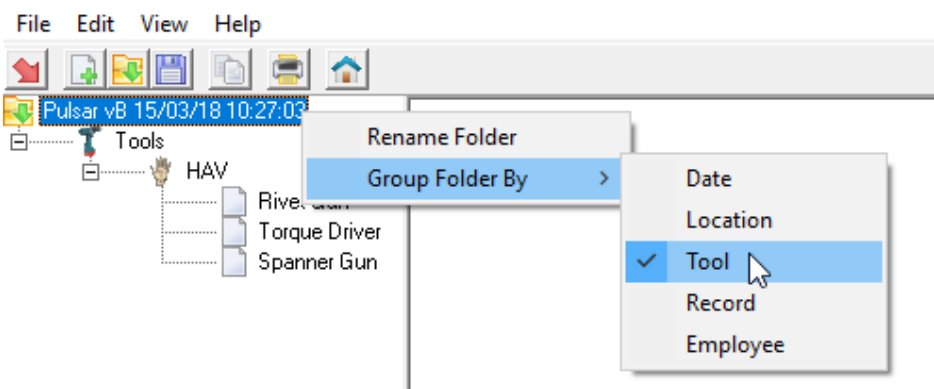 File Edit View Help
Pulsar vB 15/03/18 10:27:03
Tools
HAV
Torque Driver
Spanner Gun
Rename Folder
Group Folder By
Date
Location
Tool
Record
Employee